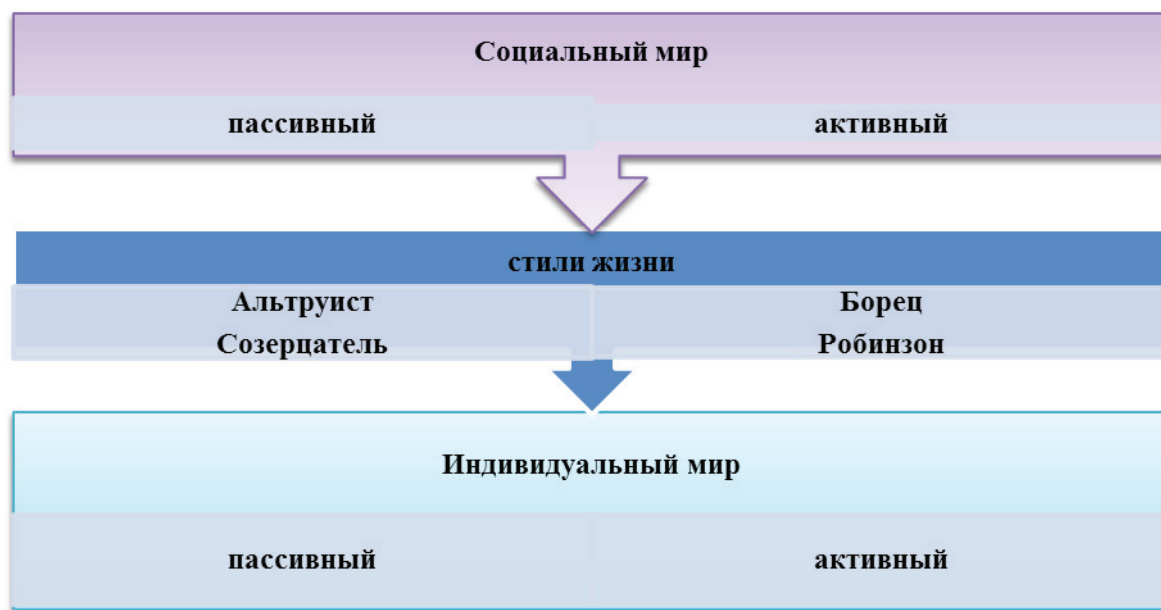 Социальный мир
пассивный активный
стили жизни
Альтруист Борец
Созерцатель Робинзон
Индивидуальный мир
пассивный активный